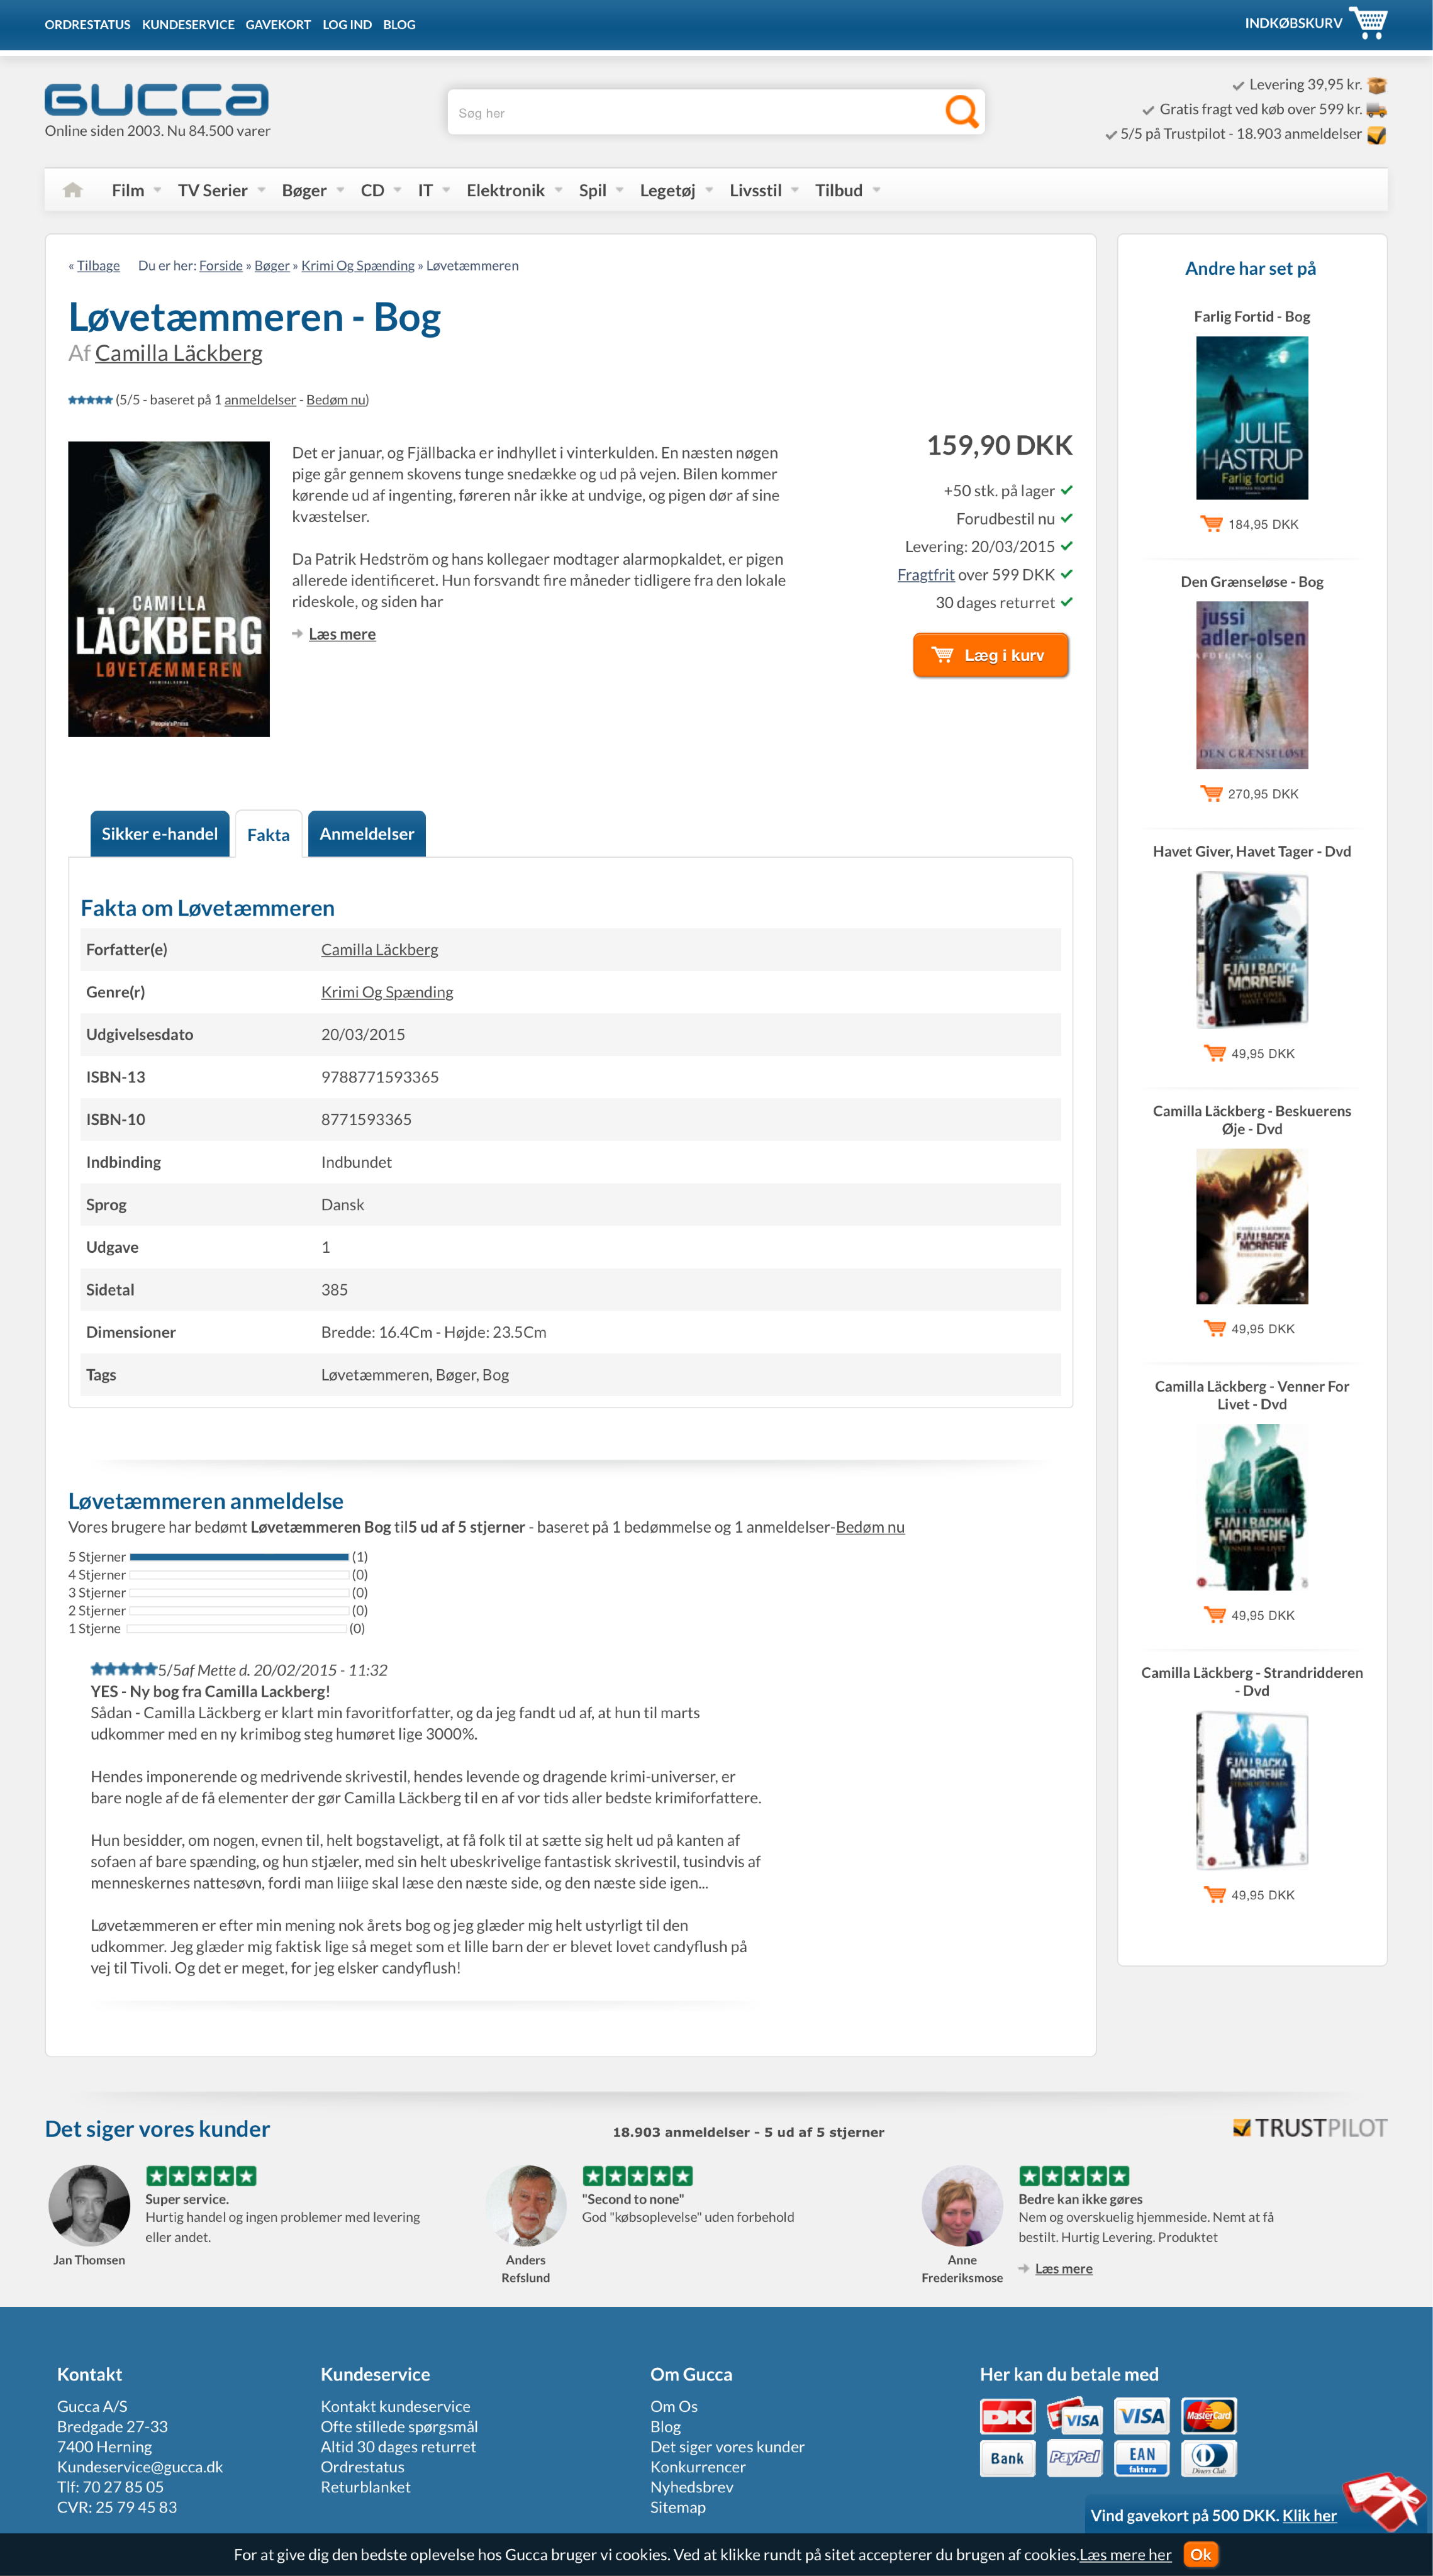 ORDRESTATUS KUNDESERVICE GAVEKORT LOG IND BLOG
INDKØBSKURV
GUCCA
Online siden 2003. Nu 84.500 varer
Søg her
Levering 39,95 kr.
Gratis fragt ved køb over 599 kr.
5/5 på Trustpilot - 18.903 anmeldelser
Film TV Serier Bøger CD IT Elektronik Spil Legetøj Livsstil Tilbud
« Tilbage Du er her: Forside » Bøger » Krimi Og Spænding » Løvetæmmeren
Løvetæmmeren - Bog
Af Camilla Läckberg
(5/5 - baseret på 1 anmeldelser - Bedøm nu)
CAMILLA
LÄCKBERG
LØVETÆMMEREN
KRIMINALROMAN
People'sPress
Det er januar, og Fjällbacka er indhyllet i vinterkulden. En næsten nøgen
pige går gennem skovens tunge snedække og ud på vejen. Bilen kommer
kørende ud af ingenting, føreren når ikke at undvige, og pigen dør af sine
kvæstelser.
Da Patrik Hedström og hans kollegaer modtager alarmopkaldet, er pigen
allerede identificeret. Hun forsvandt fire måneder tidligere fra den lokale
rideskole, og siden har
Læs mere
159,90 DKK
+50 stk. på lager
Forudbestil nu
Levering: 20/03/2015
Fragtfrit over 599 DKK
30 dages returret
Læg i kurv
Sikker e-handel Fakta Anmeldelser
Fakta om Løvetæmmeren
Forfatter(e) Camilla Läckberg
Genre(r) Krimi Og Spænding
Udgivelsesdato 20/03/2015
ISBN-13 9788771593365
ISBN-10 8771593365
Indbinding Indbundet
Sprog Dansk
Udgave 1
Sidetal 385
Dimensioner Bredde: 16.4Cm - Højde: 23.5Cm
Tags Løvetæmmeren, Bøger, Bog
Løvetæmmeren anmeldelse
Vores brugere har bedømt Løvetæmmeren Bog til5 ud af 5 stjerner - baseret på 1 bedømmelse og 1 anmeldelser-Bedøm nu
5 Stjerner (1)
4 Stjerner (0)
3 Stjerner (0)
2 Stjerner (0)
1 Stjerne (0)
5/5af Mette d. 20/02/2015 - 11:32
YES - Ny bog fra Camilla Lackberg!
Sådan - Camilla Läckberg er klart min favoritforfatter, og da jeg fandt ud af, at hun til marts
udkommer med en ny krimibog steg humøret lige 3000%.
Hendes imponerende og medrivende skrivestil, hendes levende og dragende krimi-universer, er
bare nogle af de få elementer der gør Camilla Läckberg til en af vor tids aller bedste krimiforfattere.
Hun besidder, om nogen, evnen til, helt bogstaveligt, at få folk til at sætte sig helt ud på kanten af
sofaen af bare spænding, og hun stjæler, med sin helt ubeskrivelige fantastisk skrivestil, tusindvis af
menneskernes nattesøvn, fordi man liiige skal læse den næste side, og den næste side igen...
Løvetæmmeren er efter min mening nok årets bog og jeg glæder mig helt ustyrligt til den
udkommer. Jeg glæder mig faktisk lige så meget som et lille barn der er blevet lovet candyflush på
vej til Tivoli. Og det er meget, for jeg elsker candyflush!
Andre har set på
Farlig Fortid - Bog
JULIE
HASTRUP
Farlig fortid
184,95 DKK
Den Grænseløse - Bog
jussi
adler-olsen
AFDELING Q
DEN GRÆNSELØSE
270,95 DKK
Havet Giver, Havet Tager - Dvd
FJÄLLBACKA
MORDENE
HAVET GIVER,
HAVET TAGER
49,95 DKK
Camilla Läckberg - Beskuerens
Øje - Dvd
CAMILLA LÄCKBERG
FJÄLLBACKA
MORDENE
BESKUERENS ØJE
49,95 DKK
Camilla Läckberg - Venner For
Livet - Dvd
CAMILLA LÄCKBERG
FJÄLLBACKA
MORDENE
VENNER FOR LIVET
49,95 DKK
Camilla Läckberg - Strandridderen
- Dvd
FJÄLLBACKA
MORDENE
49,95 DKK
Det siger vores kunder
18.903 anmeldelser - 5 ud af 5 stjerner
TRUSTPILOT
Jan Thomsen
Super service.
Hurtig handel og ingen problemer med levering
eller andet.
Anders
Refslund
"Second to none"
God "købsoplevelse" uden forbehold
Anne
Frederiksmose
Bedre kan ikke gøres
Nem og overskuelig hjemmeside. Nemt at få
bestilt. Hurtig Levering. Produktet
Læs mere
Kontakt
Gucca A/S
Bredgade 27-33
7400 Herning
Kundeservice@gucca.dk
Tlf: 70 27 85 05
CVR: 25 79 45 83
Kundeservice
Kontakt kundeservice
Ofte stillede spørgsmål
Altid 30 dages returret
Ordrestatus
Returblanket
Om Gucca
Om Os
Blog
Det siger vores kunder
Konkurrencer
Nyhedsbrev
Sitemap
Her kan du betale med
DK VISA VISA MasterCard
Bank PayPal EAN faktura Diners Club
Vind gavekort på 500 DKK. Klik her
For at give dig den bedste oplevelse hos Gucca bruger vi cookies. Ved at klikke rundt på sitet accepterer du brugen af cookies.Læs mere her Ok